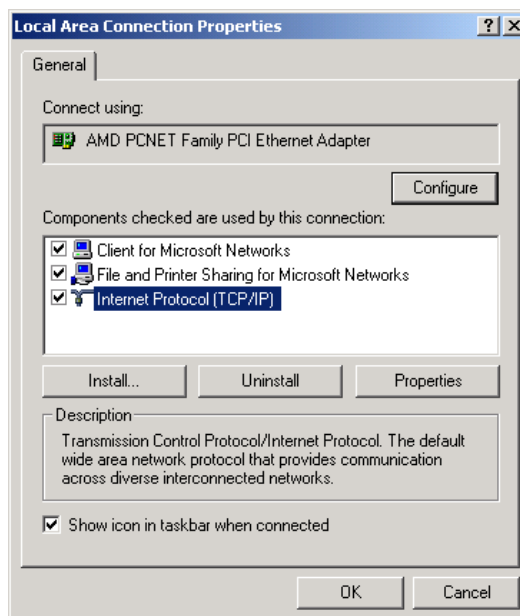 Local Area Connection Properties
General
Connect using:
AMD PCNET Family PCI Ethernet Adapter
Configure
Components checked are used by this connection:
Client for Microsoft Networks
File and Printer Sharing for Microsoft Networks
Internet Protocol (TCP/IP)
Install... Uninstall Properties
Description
Transmission Control Protocol/Internet Protocol. The default
wide area network protocol that provides communication
across diverse interconnected networks.
Show icon in taskbar when connected
OK Cancel